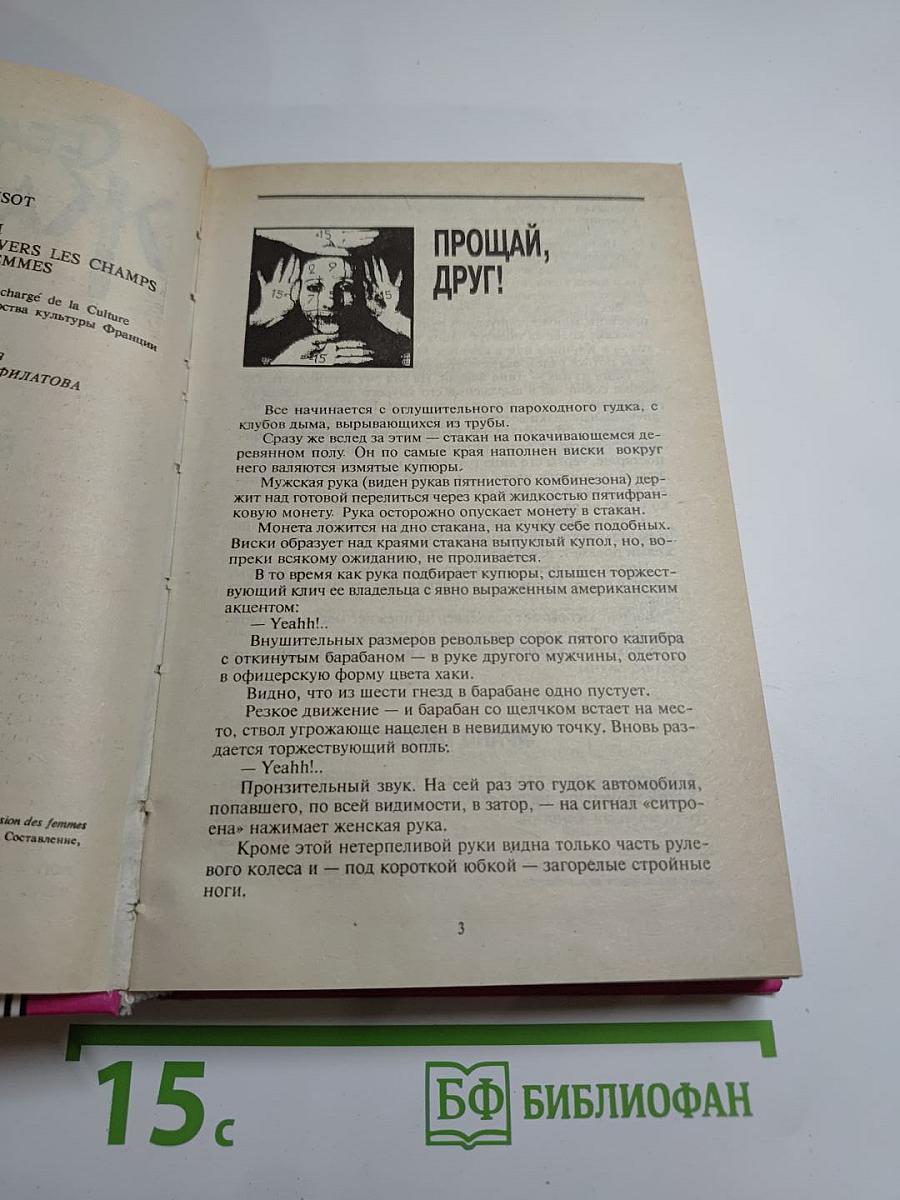 SOT
VERS LES CHAMPS
EMMES
chargé de la Culture
рства культуры Франции
ФИЛАТОВА
sion des femmes
Составление,
15 15 15 15
ПРОЩАЙ,
ДРУГ!
Все начинается с оглушительного пароходного гудка, с
клубов дыма, вырывающихся из трубы.
Сразу же вслед за этим — стакан на покачивающемся де-
ревянном полу. Он по самые края наполнен виски вокруг
него валяются измятые купюры.
Мужская рука (виден рукав пятнистого комбинезона) дер-
жит над готовой перелиться через край жидкостью пятифран-
ковую монету. Рука осторожно опускает монету в стакан.
Монета ложится на дно стакана, на кучку себе подобных.
Виски образует над краями стакана выпуклый купол, но, во-
преки всякому ожиданию, не проливается.
В то время как рука подбирает купюры, слышен торжест-
вующий клич ее владельца с явно выраженным американским
акцентом:
— Yeahh!..
Внушительных размеров револьвер сорок пятого калибра
с откинутым барабаном — в руке другого мужчины, одетого
в офицерскую форму цвета хаки.
Видно, что из шести гнезд в барабане одно пустует.
Резкое движение — и барабан со щелчком встает на мес-
то, ствол угрожающе нацелен в невидимую точку. Вновь раз-
дается торжествующий вопль:
— Yeahh!..
Пронзительный звук. На сей раз это гудок автомобиля,
попавшего, по всей видимости, в затор, — на сигнал «ситро-
ена» нажимает женская рука.
Кроме этой нетерпеливой руки видна только часть руле-
вого колеса и — под короткой юбкой — загорелые стройные
ноги.
3
15 с
БФ БИБЛИОФАН